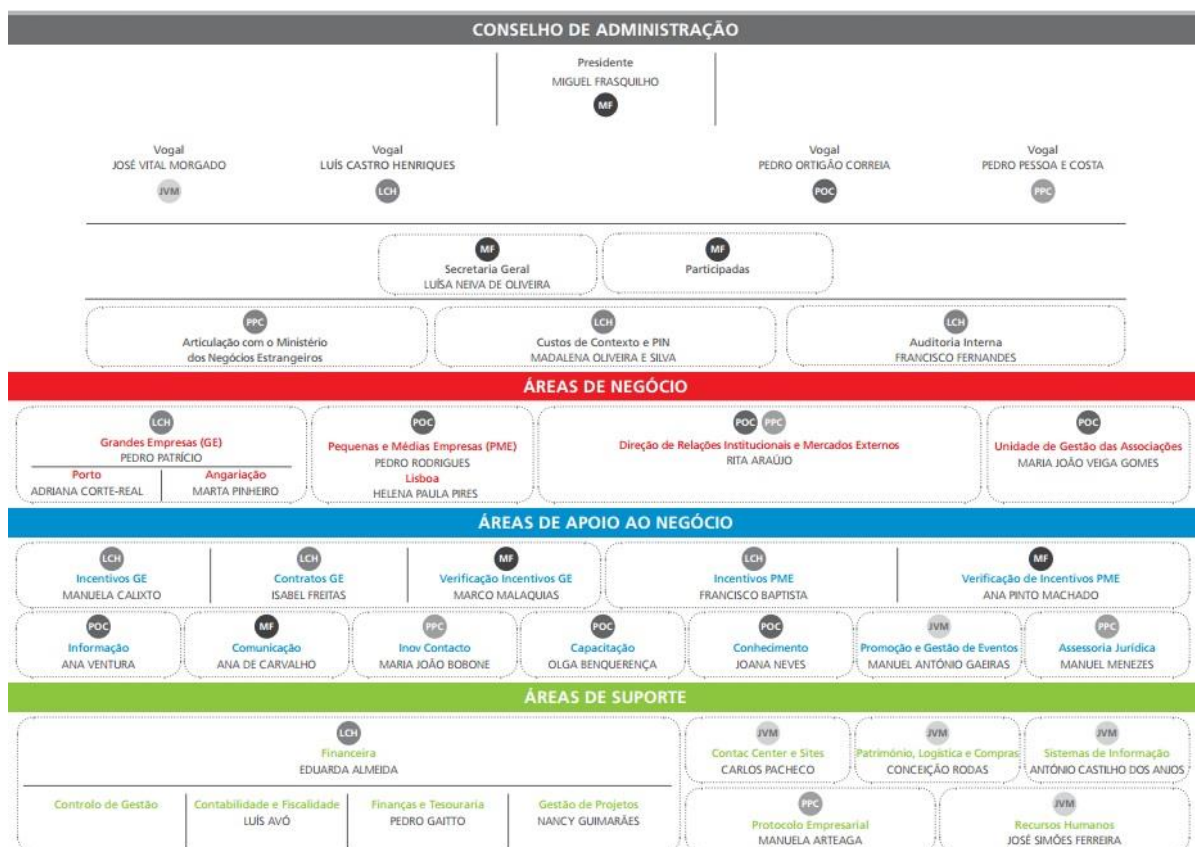 CONSELHO DE ADMINISTRAÇÃO
Presidente
MIGUEL FRASQUILHO
MF
Vogal
JOSÉ VITAL MORGADO
JVM
Vogal
LUÍS CASTRO HENRIQUES
LCH
Vogal
PEDRO ORTIGÃO CORREIA
POC
Vogal
PEDRO PESSOA E COSTA
PPC
MF
Secretaria Geral
LUÍSA NEIVA DE OLIVEIRA
MF
Participadas
PPC
Articulação com o Ministério
dos Negócios Estrangeiros
LCH
Custos de Contexto e PIN
MADALENA OLIVEIRA E SILVA
LCH
Auditoria Interna
FRANCISCO FERNANDES
ÁREAS DE NEGÓCIO
LCH
Grandes Empresas (GE)
PEDRO PATRÍCIO
Porto
ADRIANA CORTE-REAL
Angariação
MARTA PINHEIRO
POC
Pequenas e Médias Empresas (PME)
PEDRO RODRIGUES
Lisboa
HELENA PAULA PIRES
POC PPC
Direção de Relações Institucionais e Mercados Externos
RITA ARAÚJO
POC
Unidade de Gestão das Associações
MARIA JOÃO VEIGA GOMES
ÁREAS DE APOIO AO NEGÓCIO
LCH
Incentivos GE
MANUELA CALIXTO
LCH
Contratos GE
ISABEL FREITAS
MF
Verificação Incentivos GE
MARCO MALAQUIAS
LCH
Incentivos PME
FRANCISCO BAPTISTA
MF
Verificação de Incentivos PME
ANA PINTO MACHADO
POC
Informação
ANA VENTURA
MF
Comunicação
ANA DE CARVALHO
PPC
Inov Contacto
MARIA JOÃO BOBONE
POC
Capacitação
OLGA BENQUERENÇA
POC
Conhecimento
JOANA NEVES
JVM
Promoção e Gestão de Eventos
MANUEL ANTÓNIO GAEIRAS
PPC
Assessoria Jurídica
MANUEL MENEZES
ÁREAS DE SUPORTE
LCH
Financeira
EDUARDA ALMEIDA
Controlo de Gestão
Contabilidade e Fiscalidade
LUÍS AVÓ
Finanças e Tesouraria
PEDRO GAITTO
Gestão de Projetos
NANCY GUIMARÃES
JVM
Contac Center e Sites
CARLOS PACHECO
JVM
Património, Logística e Compras
CONCEIÇÃO RODAS
JVM
Sistemas de Informação
ANTÓNIO CASTILHO DOS ANJOS
PPC
Protocolo Empresarial
MANUELA ARTEAGA
JVM
Recursos Humanos
JOSÉ SIMÕES FERREIRA